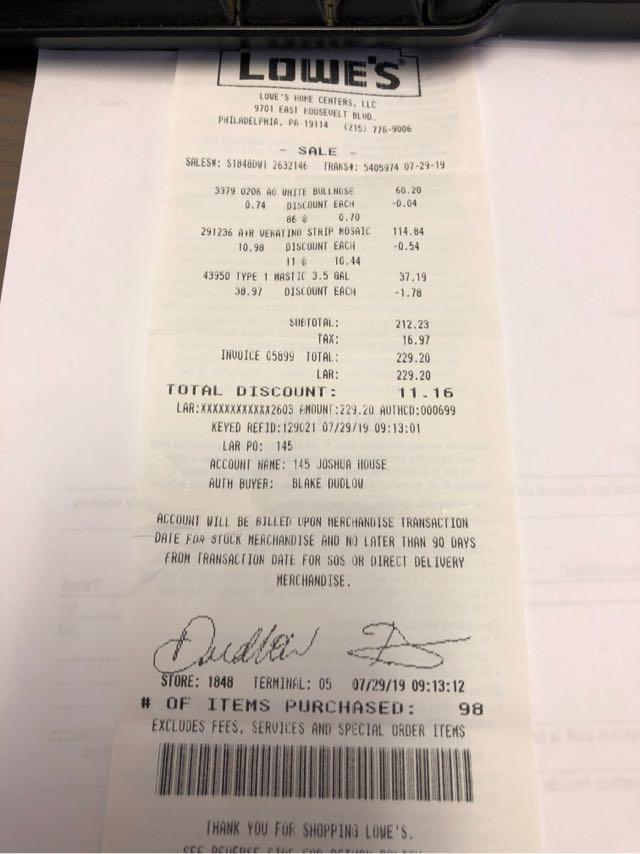 LOWE'S
LOWE'S HOME CENTERS, LLC
9701 EAST ROOSEVELT BLVD.
PHILADELPHIA, PA 19114 (215) 776-9006
- SALE -
SALES#: S1848DW1 2632146 TRANS#: 5405974 07-29-19
3379 0206 AO WHITE BULLNOSE 60.20
0.74 DISCOUNT EACH -0.04
86 @ 0.70
291236 A+R VENATINO STRIP MOSAIC 114.84
10.98 DISCOUNT EACH -0.54
11 @ 10.44
43950 TYPE 1 MASTIC 3.5 GAL 37.19
38.97 DISCOUNT EACH -1.78
SUBTOTAL: 212.23
TAX: 16.97
INVOICE 05899 TOTAL: 229.20
LAR: 229.20
TOTAL DISCOUNT: 11.16
LAR:XXXXXXXXXXXX2603 AMOUNT:229.20 AUTHCD:000699
KEYED REFID:129021 07/29/19 09:13:01
LAR PO: 145
ACCOUNT NAME: 145 JOSHUA HOUSE
AUTH BUYER: BLAKE DUDLOW
ACCOUNT WILL BE BILLED UPON MERCHANDISE TRANSACTION
DATE FOR STOCK MERCHANDISE AND NO LATER THAN 90 DAYS
FROM TRANSACTION DATE FOR SOS OR DIRECT DELIVERY
MERCHANDISE.
STORE: 1848 TERMINAL: 05 07/29/19 09:13:12
# OF ITEMS PURCHASED: 98
EXCLUDES FEES, SERVICES AND SPECIAL ORDER ITEMS
THANK YOU FOR SHOPPING LOWE'S.
SEE REVERSE SIDE FOR RETURN POLICY